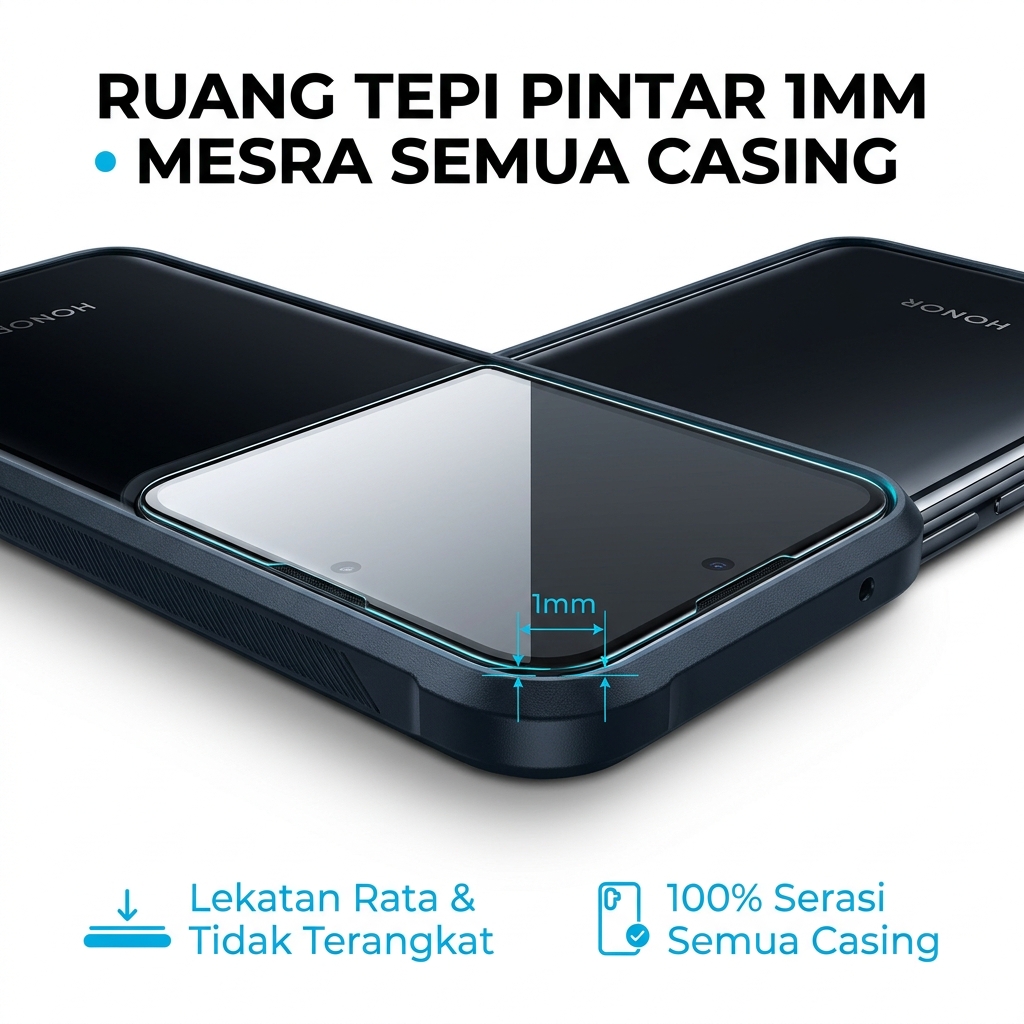 RUANG TEPI PINTAR 1MM
• MESRA SEMUA CASING
HONOR
HONOR
1mm
Lekatan Rata &
Tidak Terangkat
100% Serasi
Semua Casing